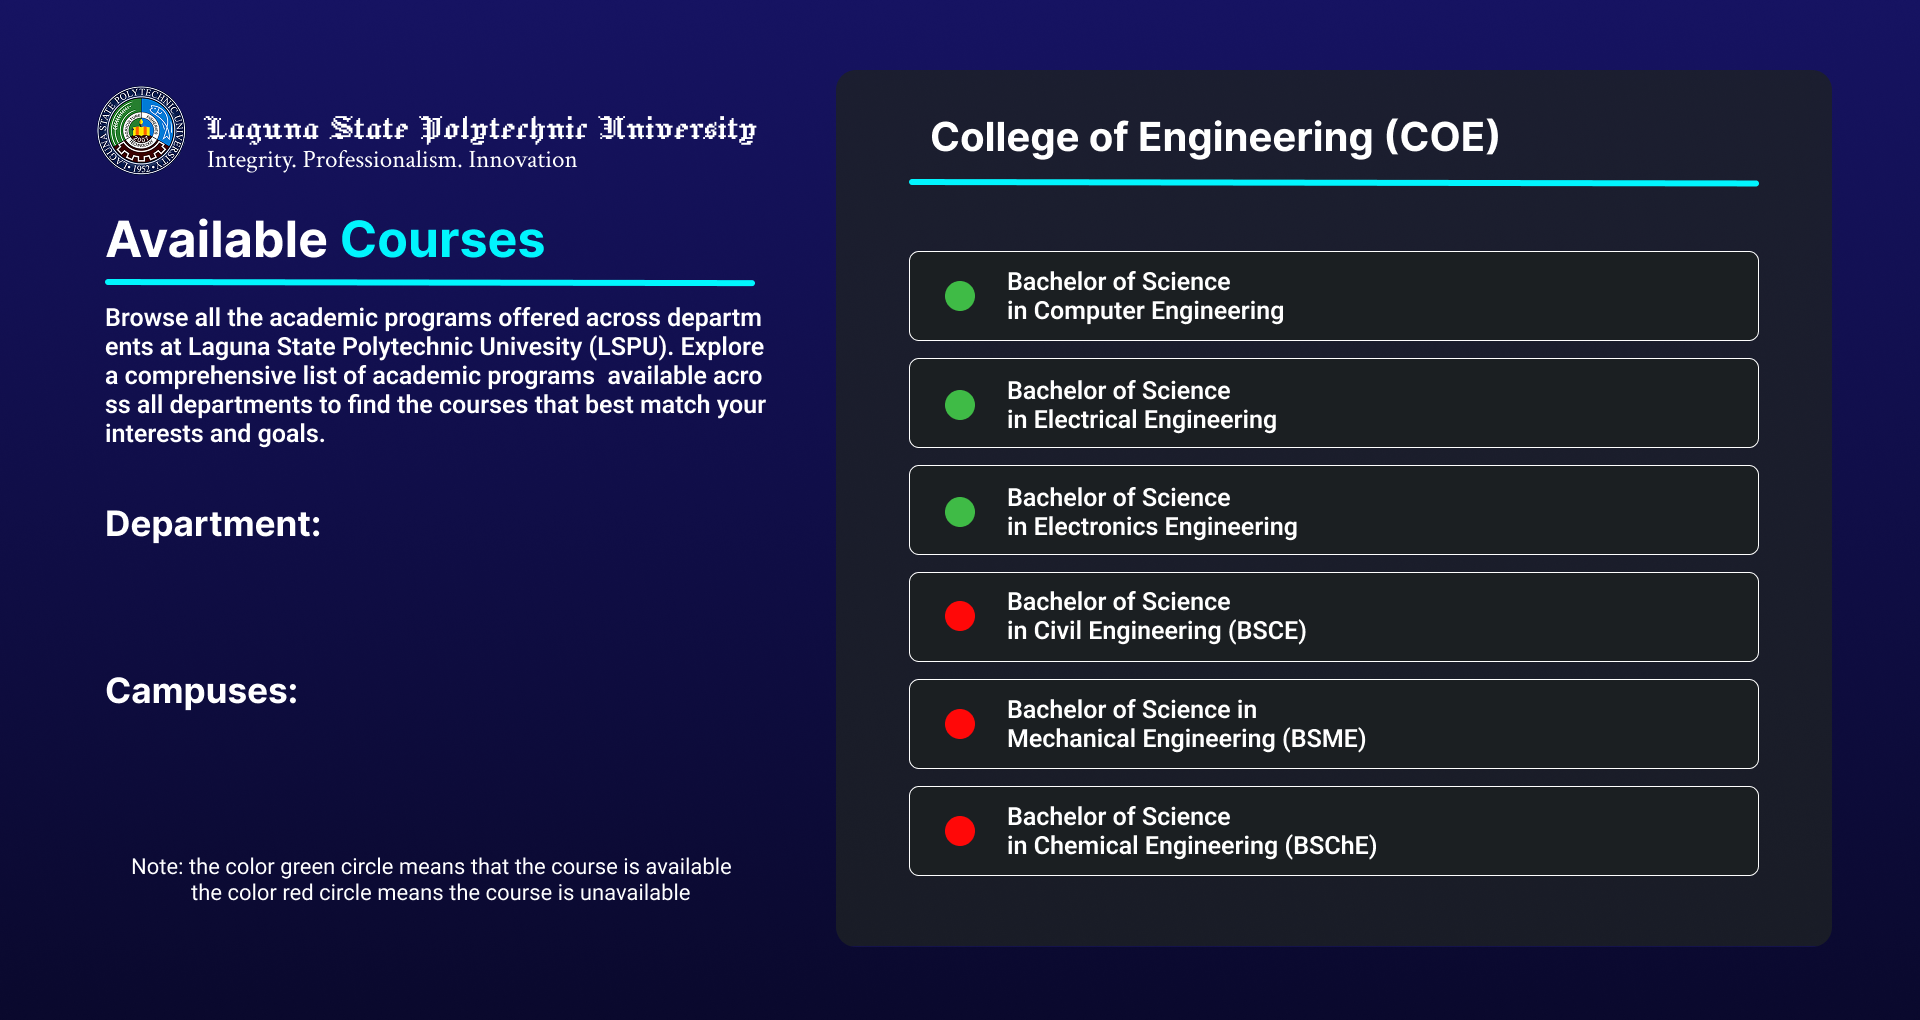 LAGUNA STATE POLYTECHNIC UNIVERSITY
• 1952 •
Laguna State Polytechnic University
Integrity. Professionalism. Innovation
Available Courses
Browse all the academic programs offered across departm
ents at Laguna State Polytechnic Univesity (LSPU). Explore
a comprehensive list of academic programs  available acro
ss all departments to find the courses that best match your
interests and goals.
Department:
Campuses:
Note: the color green circle means that the course is available
the color red circle means the course is unavailable
College of Engineering (COE)
Bachelor of Science
in Computer Engineering
Bachelor of Science
in Electrical Engineering
Bachelor of Science
in Electronics Engineering
Bachelor of Science
in Civil Engineering (BSCE)
Bachelor of Science in
Mechanical Engineering (BSME)
Bachelor of Science
in Chemical Engineering (BSChE)